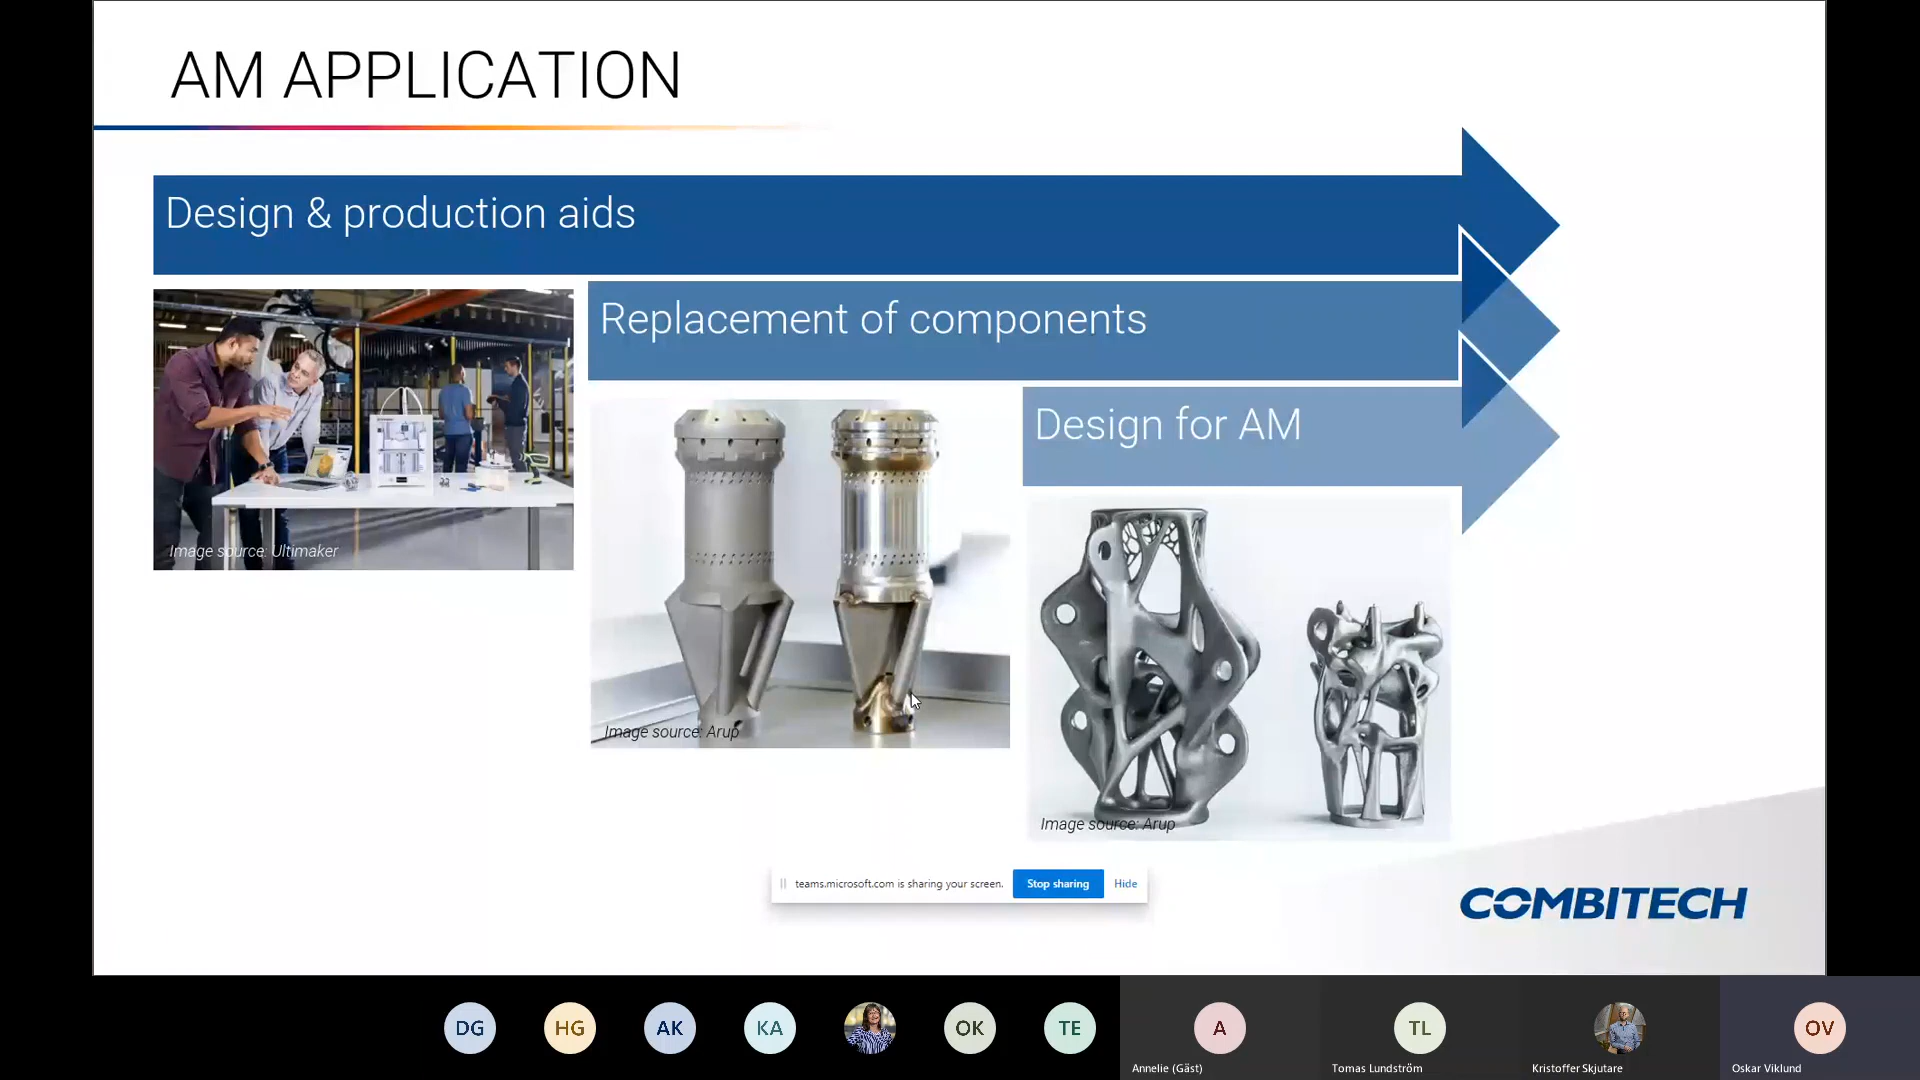 AM APPLICATION
Design & production aids
Replacement of components
Design for AM
Image source: Ultimaker
Image source: Arup
Image source: Arup
teams.microsoft.com is sharing your screen.
Stop sharing
Hide
COMBITECH
DG
HG
AK
KA
OK
TE
A
TL
OV
Annelie (Gäst)
Tomas Lundström
Kristoffer Skjutare
Oskar Viklund